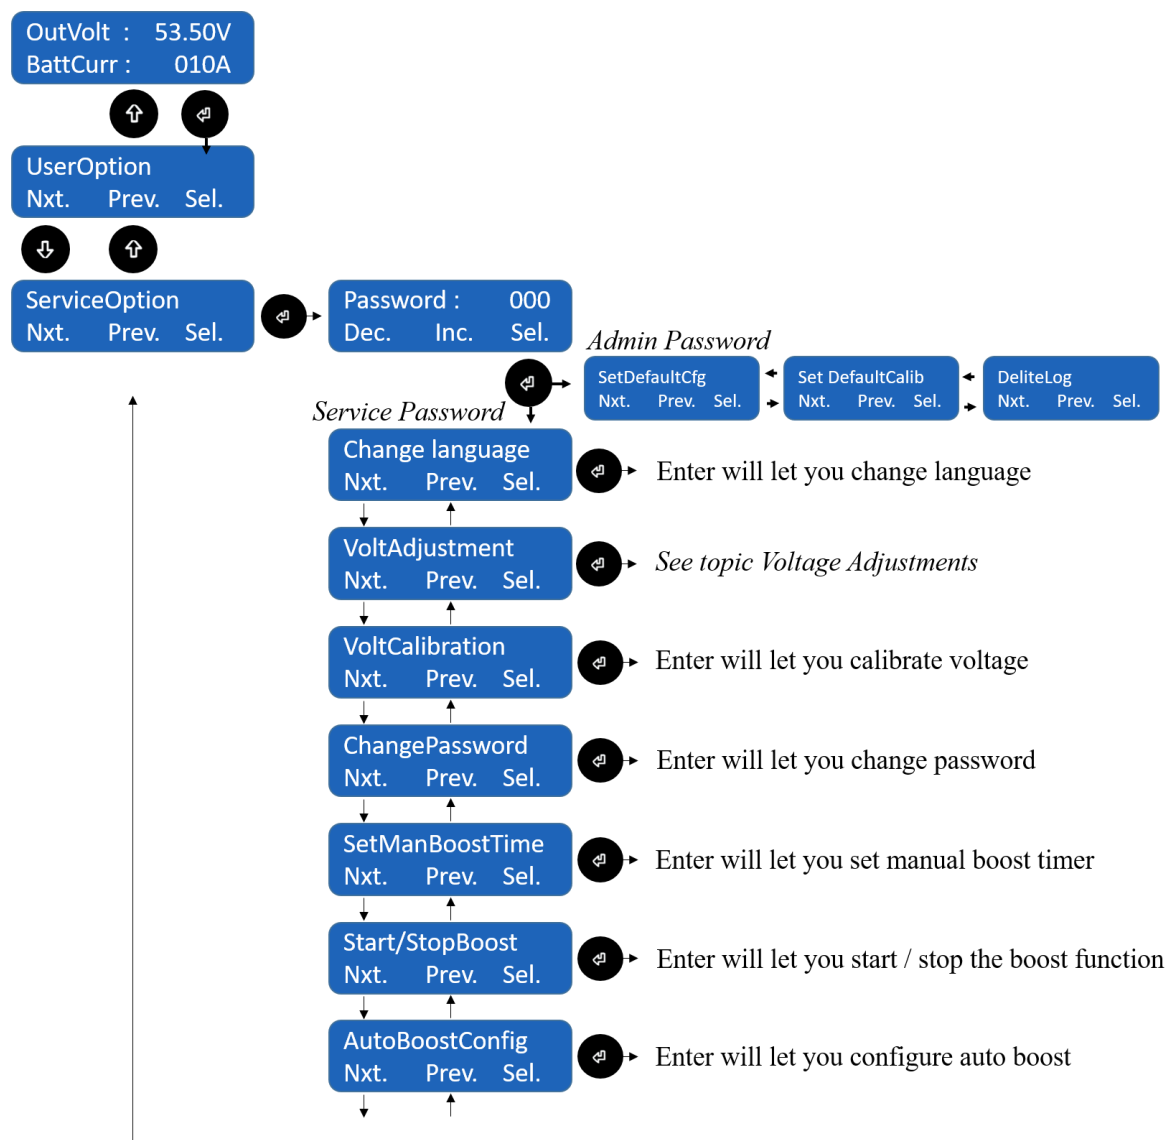 OutVolt : 53.50V
BattCurr : 010A
UserOption
Nxt. Prev. Sel.
ServiceOption
Nxt. Prev. Sel.
Password : 000
Dec. Inc. Sel.
Admin Password
SetDefaultCfg
Nxt. Prev. Sel.
Set DefaultCalib
Nxt. Prev. Sel.
DeliteLog
Nxt. Prev. Sel.
Service Password
Change language
Nxt. Prev. Sel.
Enter will let you change language
VoltAdjustment
Nxt. Prev. Sel.
See topic Voltage Adjustments
VoltCalibration
Nxt. Prev. Sel.
Enter will let you calibrate voltage
ChangePassword
Nxt. Prev. Sel.
Enter will let you change password
SetManBoostTime
Nxt. Prev. Sel.
Enter will let you set manual boost timer
Start/StopBoost
Nxt. Prev. Sel.
Enter will let you start / stop the boost function
AutoBoostConfig
Nxt. Prev. Sel.
Enter will let you configure auto boost